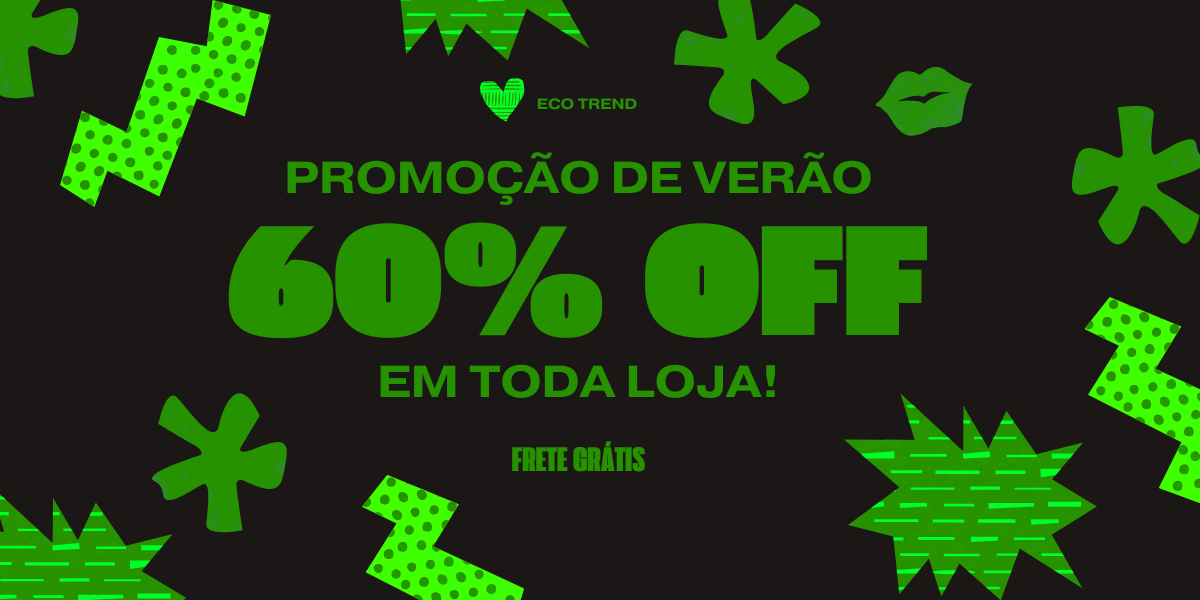 ECO TREND
PROMOÇÃO DE VERÃO
60% OFF
EM TODA LOJA!
FRETE GRÁTIS